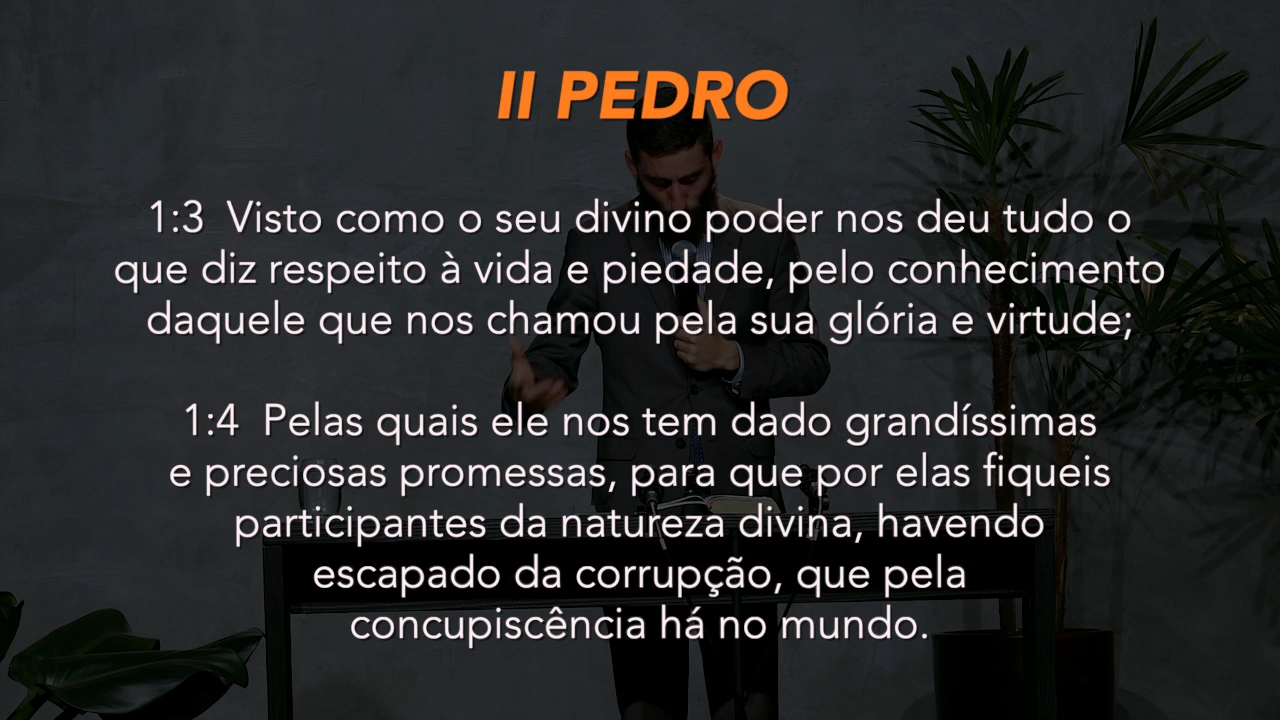 II PEDRO
1:3 Visto como o seu divino poder nos deu tudo o
que diz respeito à vida e piedade, pelo conhecimento
daquele que nos chamou pela sua glória e virtude;
1:4 Pelas quais ele nos tem dado grandíssimas
e preciosas promessas, para que por elas fiqueis
participantes da natureza divina, havendo
escapado da corrupção, que pela
concupiscência há no mundo.